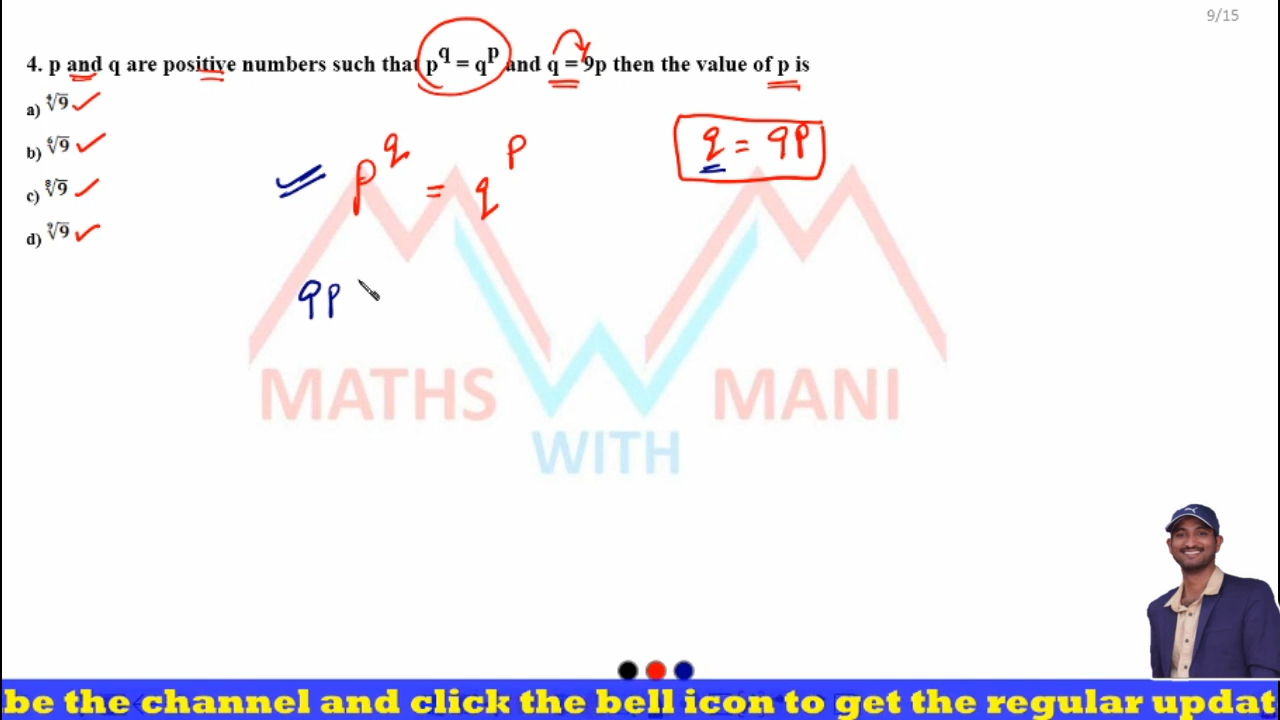 9/15
4. p and q are positive numbers such that p^q = q^p and q = 9p then the value of p is
a) ⁴√9
b) ⁶√9
c) ⁸√9
d) ⁹√9
p^q = q^p
q = 9p
9p
MATHS WITH MANI
be the channel and click the bell icon to get the regular updat